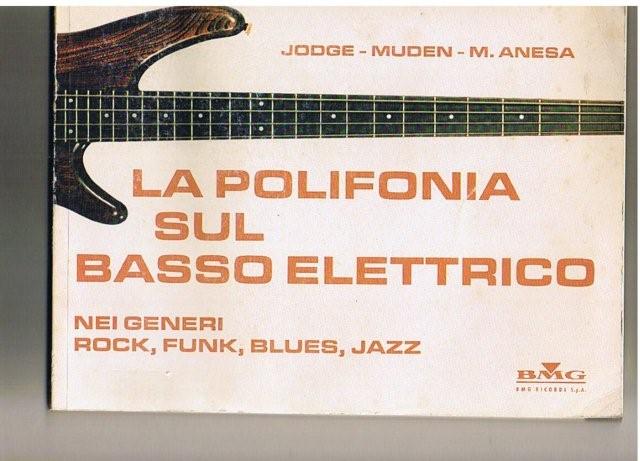 JODGE - MUDEN - M. ANESA
LA POLIFONIA
SUL
BASSO ELETTRICO
NEI GENERI
ROCK, FUNK, BLUES, JAZZ
BMG
BMG RICORDI S.p.A.